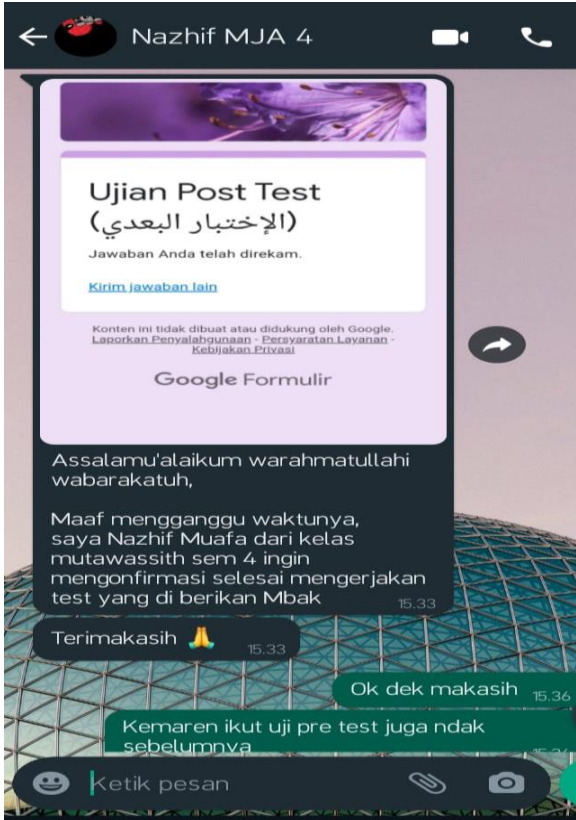 Nazhif MJA 4
Ujian Post Test
(الإختبار البعدي)
Jawaban Anda telah direkam.
Kirim jawaban lain
Konten ini tidak dibuat atau didukung oleh Google.
Laporkan Penyalahgunaan - Persyaratan Layanan -
Kebijakan Privasi
Google Formulir
Assalamu'alaikum warahmatullahi
wabarakatuh,
Maaf mengganggu waktunya,
saya Nazhif Muafa dari kelas
mutawassith sem 4 ingin
mengonfirmasi selesai mengerjakan
test yang di berikan Mbak
15.33
Terimakasih 🙏
15.33
Ok dek makasih
15.36
Kemaren ikut uji pre test juga ndak
sebelumnya
Ketik pesan